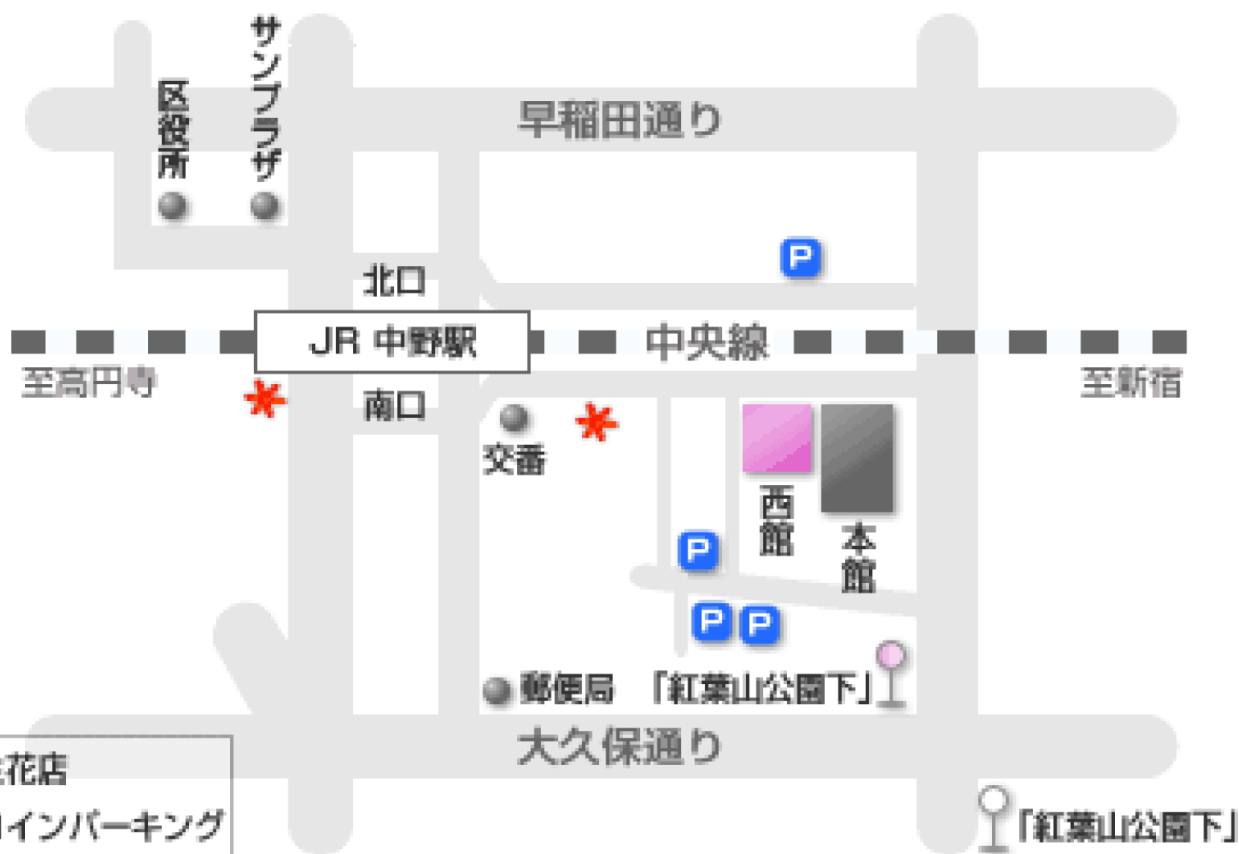 サンプラザ
区役所
早稲田通り
P
北口
JR 中野駅
中央線
至高円寺
至新宿
南口
交番
西館
本館
P
P
P
郵便局
「紅葉山公園下」
大久保通り
花店
インパーキング
「紅葉山公園下」